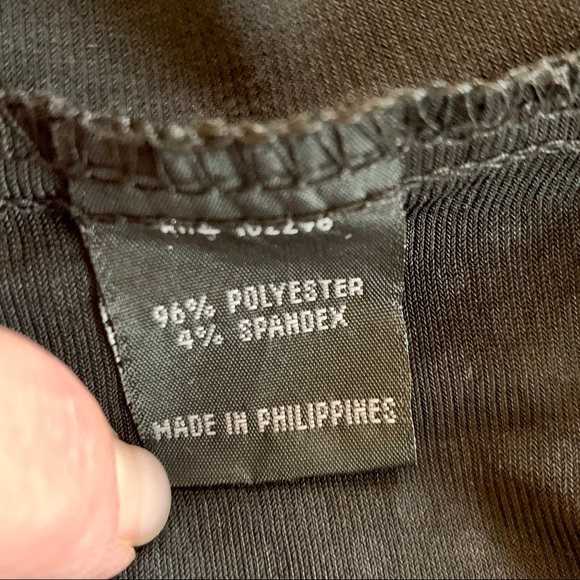 96% POLYESTER
4% SPANDEX
MADE IN PHILIPPINES